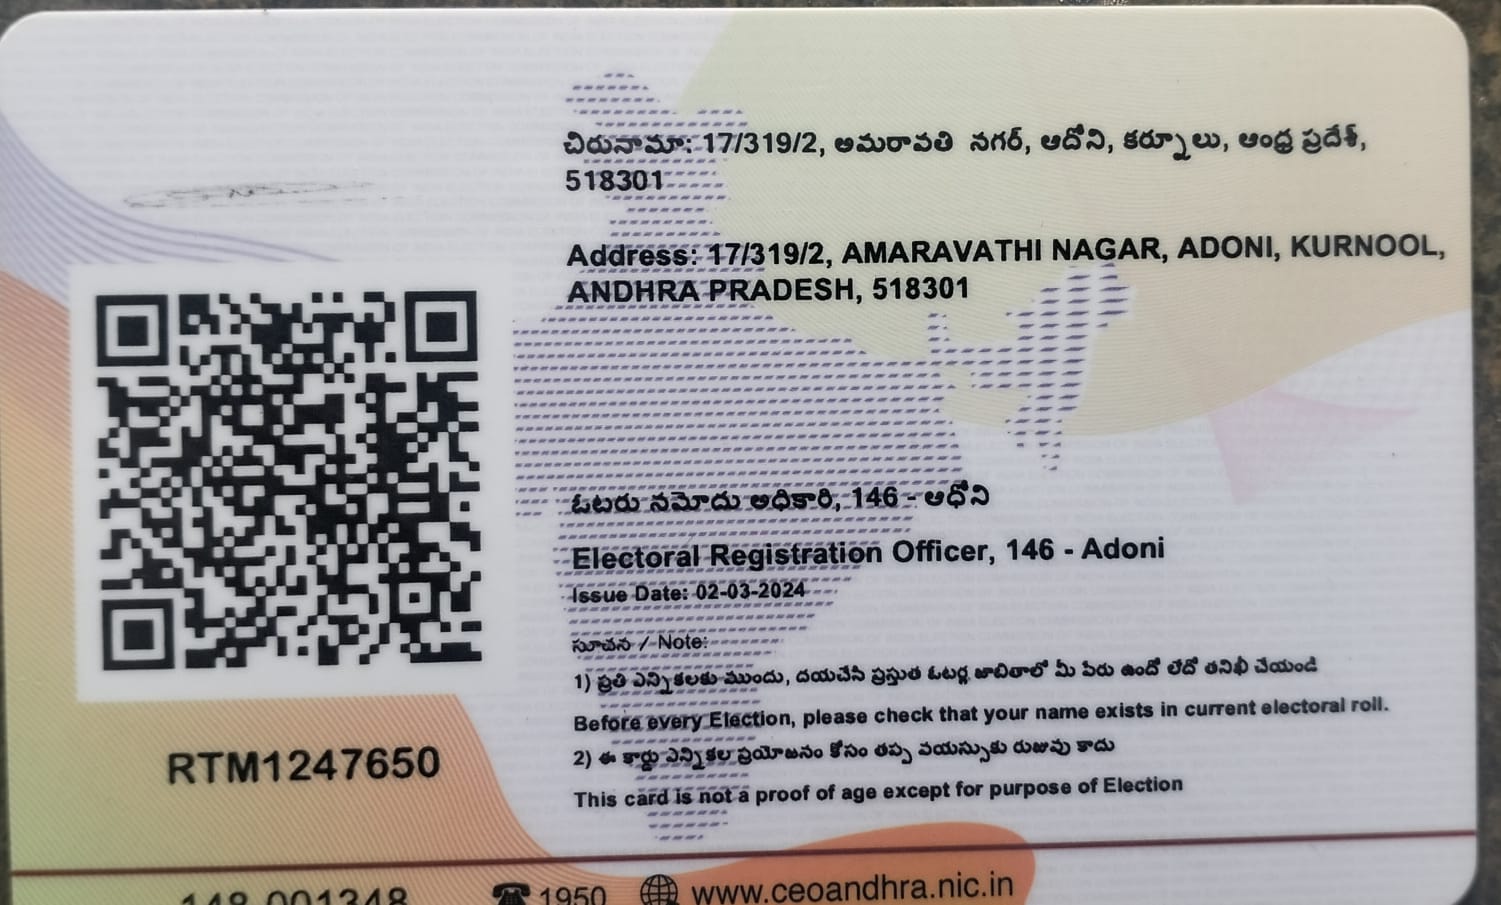 చిరునామా: 17/319/2, అమరావతి నగర్, ఆదోని, కర్నూలు, ఆంధ్ర ప్రదేశ్,
518301
Address: 17/319/2, AMARAVATHI NAGAR, ADONI, KURNOOL,
ANDHRA PRADESH, 518301
ఓటరు నమోదు అధికారి, 146 - ఆధోని
Electoral Registration Officer, 146 - Adoni
Issue Date: 02-03-2024
సూచన / Note:
1) ప్రతి ఎన్నికలకు ముందు, దయచేసి ప్రస్తుత ఓటర్ల జాబితాలో మీ పేరు ఉందో లేదో తనిఖీ చేయండి
Before every Election, please check that your name exists in current electoral roll.
2) ఈ కార్డు ఎన్నికల ప్రయోజనం కోసం తప్ప వయస్సుకు రుజువు కాదు
This card is not a proof of age except for purpose of Election
RTM1247650
1950 www.ceoandhra.nic.in